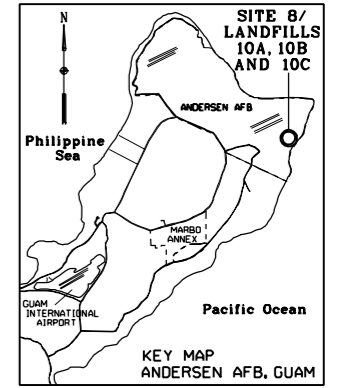 N
SITE 8/
LANDFILLS
10A, 10B
AND 10C
ANDERSEN AFB
Philippine
Sea
MARBO
ANNEX
GUAM
INTERNATIONAL
AIRPORT
Pacific Ocean
KEY MAP
ANDERSEN AFB, GUAM